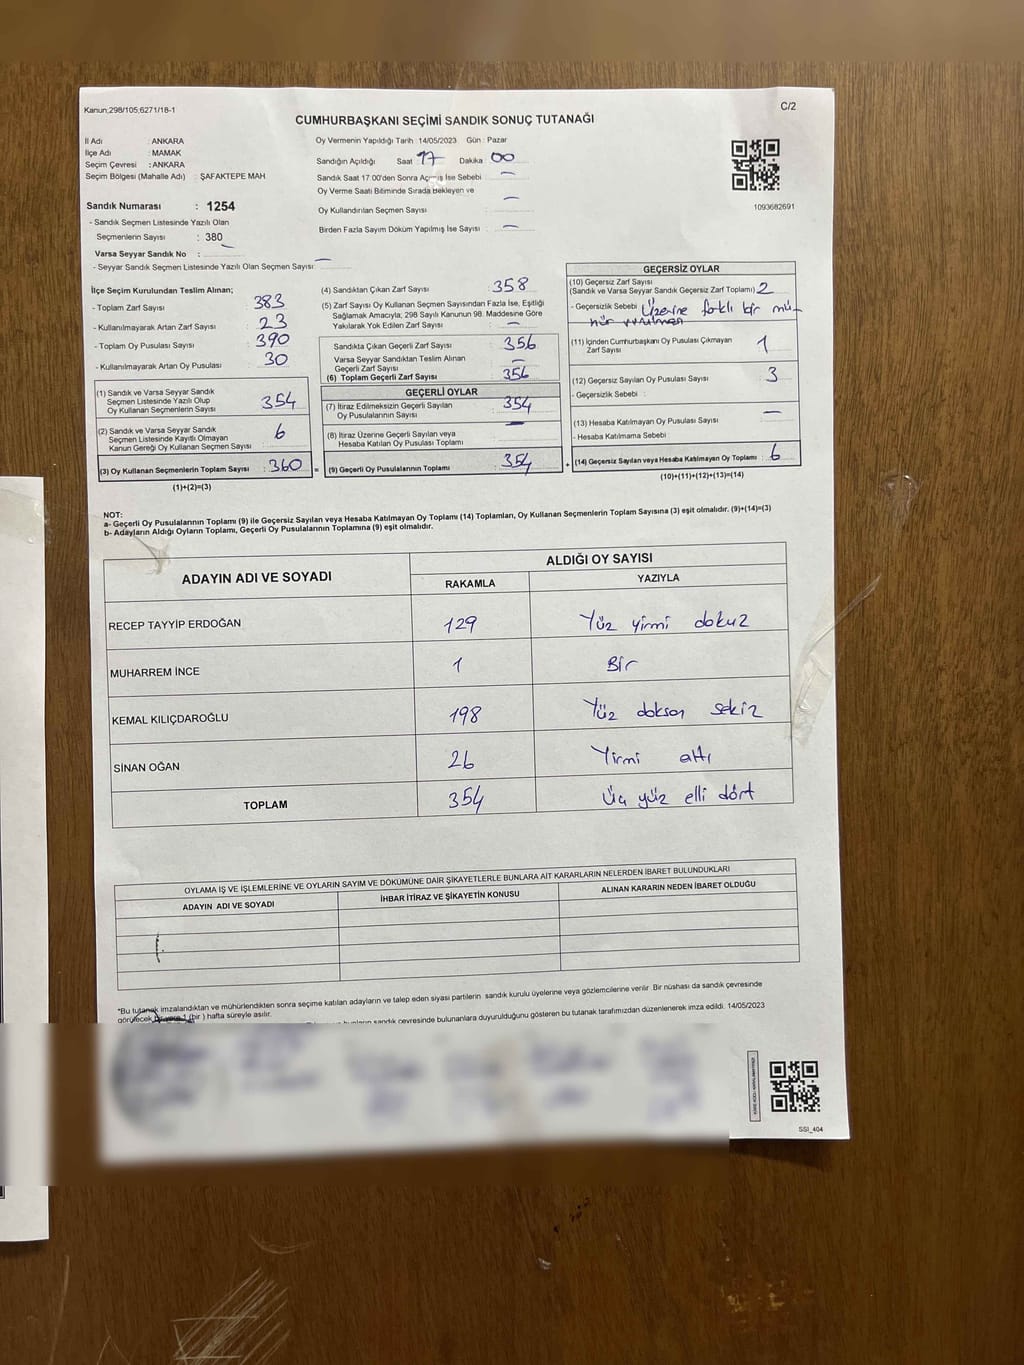 Kanun;298/105;6271/18-1
C/2
CUMHURBAŞKANI SEÇİMİ SANDIK SONUÇ TUTANAĞI
İl Adı : ANKARA
İlçe Adı : MAMAK
Seçim Çevresi : ANKARA
Seçim Bölgesi (Mahalle Adı) : ŞAFAKTEPE MAH
Sandık Numarası : 1254
- Sandık Seçmen Listesinde Yazılı Olan
Seçmenlerin Sayısı : 380
Varsa Seyyar Sandık No :
- Seyyar Sandık Seçmen Listesinde Yazılı Olan Seçmen Sayısı:
Oy Vermenin Yapıldığı Tarih : 14/05/2023 Gün : Pazar
Sandığın Açıldığı Saat 17 Dakika 00
Sandık Saat 17.00'den Sonra Açmış İse Sebebi
Oy Verme Saati Bitiminde Sırada Bekleyen ve
Oy Kullandırılan Seçmen Sayısı
Birden Fazla Sayım Döküm Yapılmış İse Sayısı
1093682691
İlçe Seçim Kurulundan Teslim Alınan;
- Toplam Zarf Sayısı : 383
- Kullanılmayarak Artan Zarf Sayısı : 23
- Toplam Oy Pusulası Sayısı : 390
- Kullanılmayarak Artan Oy Pusulası : 30
(1) Sandık ve Varsa Seyyar Sandık
Seçmen Listesinde Yazılı Olup
Oy Kullanan Seçmenlerin Sayısı : 354
(2) Sandık ve Varsa Seyyar Sandık
Seçmen Listesinde Kayıtlı Olmayan
Kanun Gereği Oy Kullanan Seçmen Sayısı : 6
(3) Oy Kullanan Seçmenlerin Toplam Sayısı : 360 =
(1)+(2)=(3)
(4) Sandıktan Çıkan Zarf Sayısı : 358
(5) Zarf Sayısı Oy Kullanan Seçmen Sayısından Fazla İse, Eşitliği
Sağlamak Amacıyla; 298 Sayılı Kanunun 98. Maddesine Göre
Yakılarak Yok Edilen Zarf Sayısı :
Sandıkta Çıkan Geçerli Zarf Sayısı : 356
Varsa Seyyar Sandıktan Teslim Alınan
Geçerli Zarf Sayısı :
(6) Toplam Geçerli Zarf Sayısı : 356
GEÇERLİ OYLAR
(7) İtiraz Edilmeksizin Geçerli Sayılan
Oy Pusulalarının Sayısı : 354
(8) İtiraz Üzerine Geçerli Sayılan veya
Hesaba Katılan Oy Pusulası Toplamı :
(9) Geçerli Oy Pusulalarının Toplamı : 354 +
GEÇERSİZ OYLAR
(10) Geçersiz Zarf Sayısı
(Sandık ve Varsa Seyyar Sandık Geçersiz Zarf Toplamı) : 2
- Geçersizlik Sebebi : Üzerine farklı bir mü-
hür vurulması
(11) İçinden Cumhurbaşkanı Oy Pusulası Çıkmayan
Zarf Sayısı : 1
(12) Geçersiz Sayılan Oy Pusulası Sayısı : 3
- Geçersizlik Sebebi :
(13) Hesaba Katılmayan Oy Pusulası Sayısı :
- Hesaba Katılmama Sebebi
(14) Geçersiz Sayılan veya Hesaba Katılmayan Oy Toplamı : 6
(10)+(11)+(12)+(13)=(14)
NOT:
a- Geçerli Oy Pusulalarının Toplamı (9) ile Geçersiz Sayılan veya Hesaba Katılmayan Oy Toplamı (14) Toplamları, Oy Kullanan Seçmenlerin Toplam Sayısına (3) eşit olmalıdır. (9)+(14)=(3)
b- Adayların Aldığı Oyların Toplamı, Geçerli Oy Pusulalarının Toplamına (9) eşit olmalıdır.
ADAYIN ADI VE SOYADI
ALDIĞI OY SAYISI
RAKAMLA YAZIYLA
RECEP TAYYİP ERDOĞAN 129 Yüz yirmi dokuz
MUHARREM İNCE 1 Bir
KEMAL KILIÇDAROĞLU 198 Yüz doksan sekiz
SİNAN OĞAN 26 Yirmi altı
TOPLAM 354 Üç yüz elli dört
OYLAMA İŞ VE İŞLEMLERİNE VE OYLARIN SAYIM VE DÖKÜMÜNE DAİR ŞİKAYETLERLE BUNLARA AİT KARARLARIN NELERDEN İBARET BULUNDUKLARI
ADAYIN ADI VE SOYADI İHBAR İTİRAZ VE ŞİKAYETİN KONUSU ALINAN KARARIN NEDEN İBARET OLDUĞU
*Bu tutanak imzalandıktan ve mühürlendikten sonra seçime katılan adayların ve talep eden siyasi partilerin sandık kurulu üyelerine veya gözlemcilerine verilir. Bir nüshası da sandık çevresinde
görülecek bir yere 1 (bir ) hafta süreyle asılır.
sandık çevresinde bulunanlara duyurulduğunu gösteren bu tutanak tarafımızdan düzenlenerek imza edildi. 14/05/2023
SSI_404